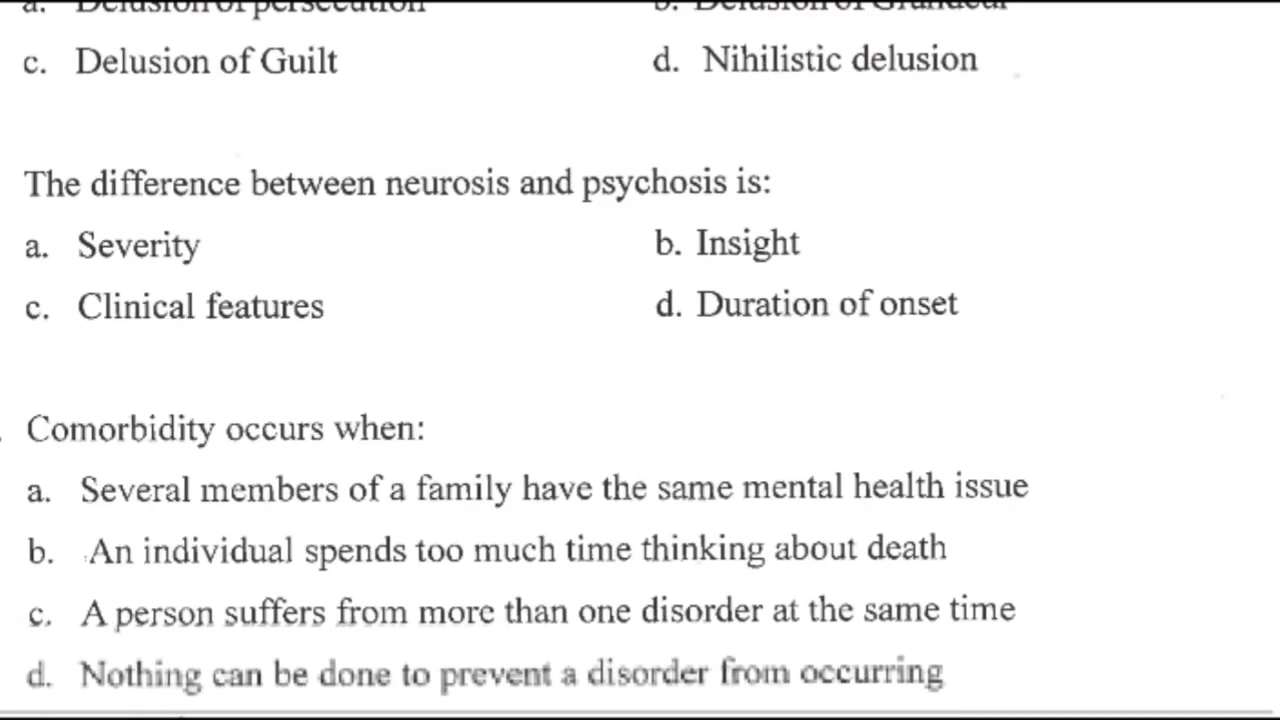 c. Delusion of Guilt d. Nihilistic delusion
The difference between neurosis and psychosis is:
a. Severity b. Insight
c. Clinical features d. Duration of onset
Comorbidity occurs when:
a. Several members of a family have the same mental health issue
b. An individual spends too much time thinking about death
c. A person suffers from more than one disorder at the same time
d. Nothing can be done to prevent a disorder from occurring